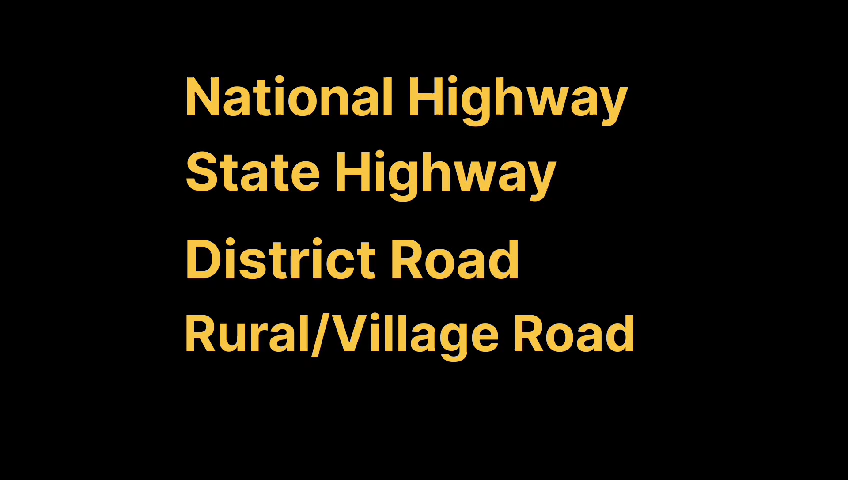 National Highway
State Highway
District Road
Rural/Village Road